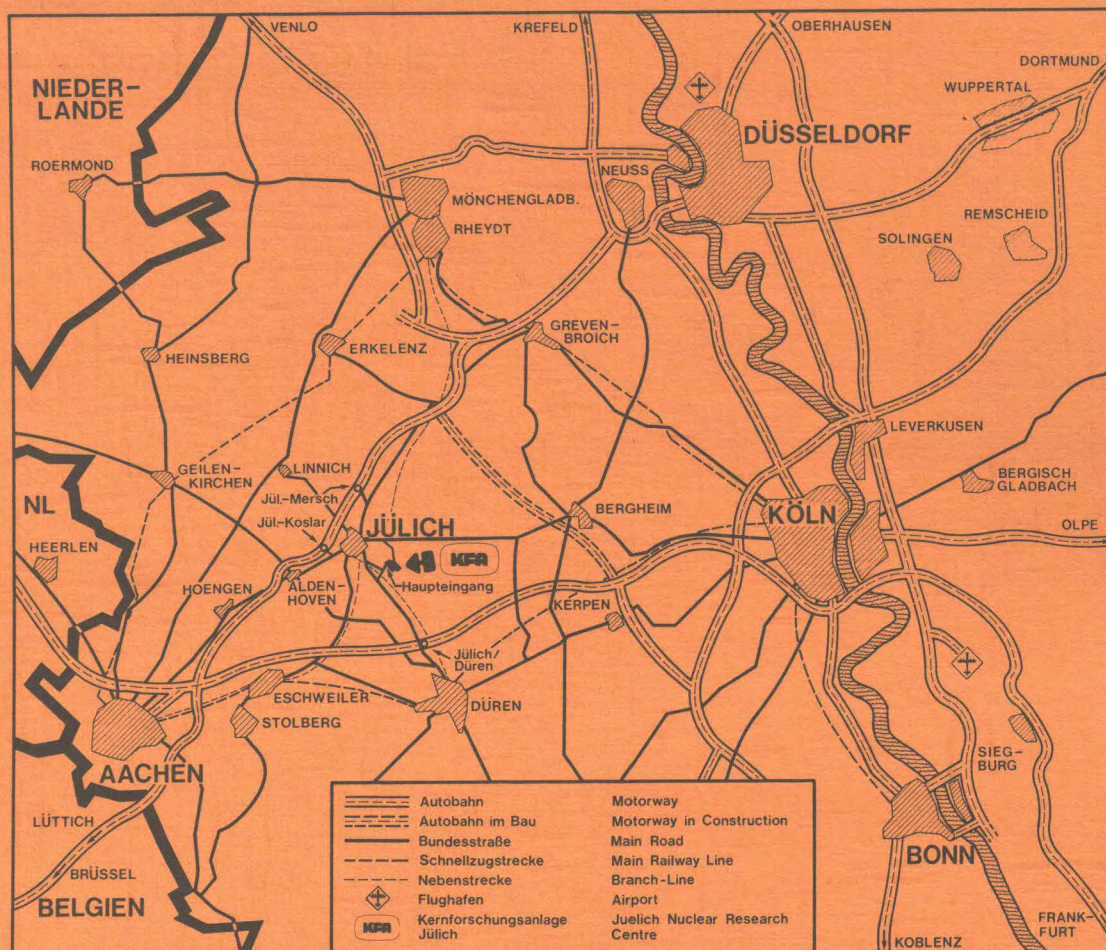 VENLO
KREFELD
OBERHAUSEN
DORTMUND
WUPPERTAL
NIEDER-
LANDE
DÜSSELDORF
ROERMOND
NEUSS
MÖNCHENGLADB.
RHEYDT
REMSCHEID
SOLINGEN
GREVEN-
BROICH
ERKELENZ
HEINSBERG
LEVERKUSEN
GEILEN-
KIRCHEN
LINNICH
Jül.-Mersch
BERGISCH
GLADBACH
NL
Jül.-Koslar
JÜLICH
BERGHEIM
KÖLN
OLPE
HEERLEN
KFA
Haupteingang
HOENGEN
ALDEN-
HOVEN
KERPEN
Jülich/
Düren
ESCHWEILER
DÜREN
STOLBERG
AACHEN
SIEG-
BURG
LÜTTICH
BRÜSSEL
BELGIEN
BONN
KOBLENZ
FRANK-
FURT
Autobahn Motorway
Autobahn im Bau Motorway in Construction
Bundesstraße Main Road
Schnellzugstrecke Main Railway Line
Nebenstrecke Branch-Line
Flughafen Airport
KFA Kernforschungsanlage Juelich Nuclear Research
Jülich Centre